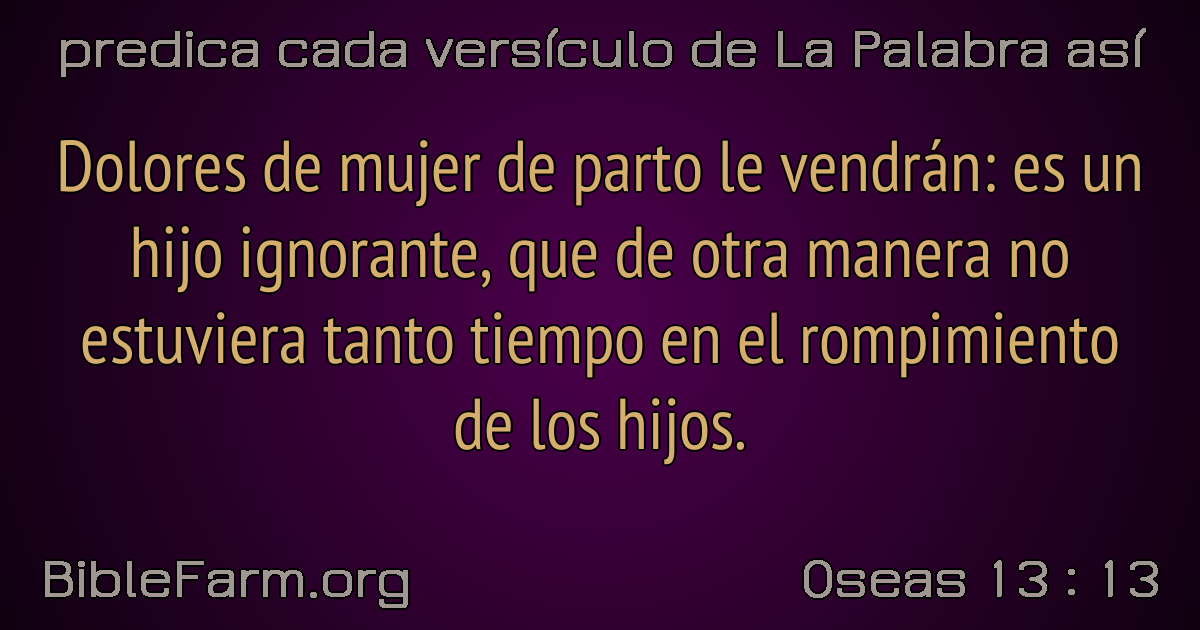 predica cada versículo de La Palabra así
Dolores de mujer de parto le vendrán: es un
hijo ignorante, que de otra manera no
estuviera tanto tiempo en el rompimiento
de los hijos.
BibleFarm.org
Oseas 13 : 13